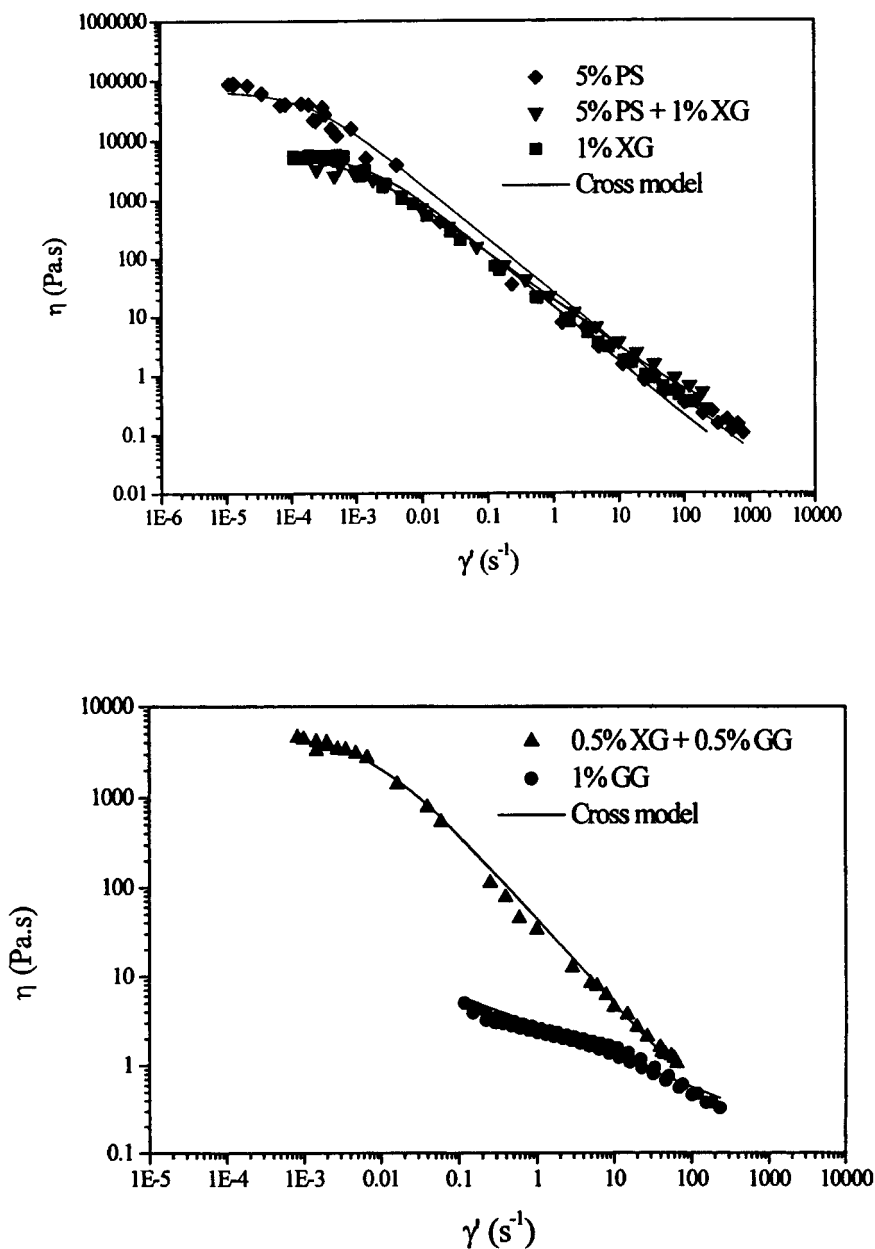 1000000
100000
10000
1000
100
10
1
0.1
0.01
η (Pa.s)
5% PS
5% PS + 1% XG
1% XG
Cross model
1E-6 1E-5 1E-4 1E-3 0.01 0.1 1 10 100 1000 10000
γ' (s⁻¹)
10000
1000
100
10
1
0.1
η (Pa.s)
0.5% XG + 0.5% GG
1% GG
Cross model
1E-5 1E-4 1E-3 0.01 0.1 1 10 100 1000 10000
γ' (s⁻¹)